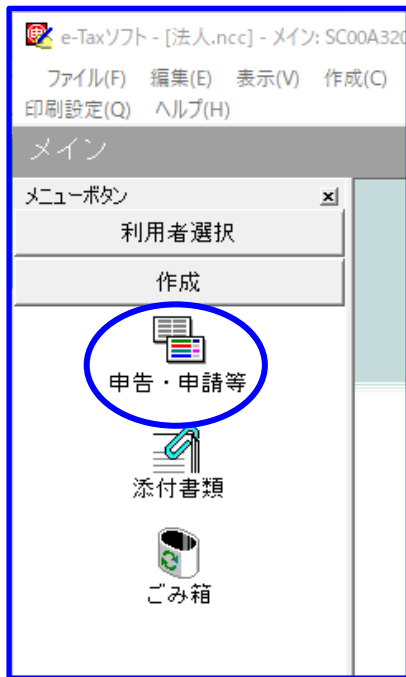 e-Taxソフト - [法人.ncc] - メイン: SC00A320
ファイル(F) 編集(E) 表示(V) 作成(C)
印刷設定(Q) ヘルプ(H)
メイン
メニューボタン
利用者選択
作成
申告・申請等
添付書類
ごみ箱